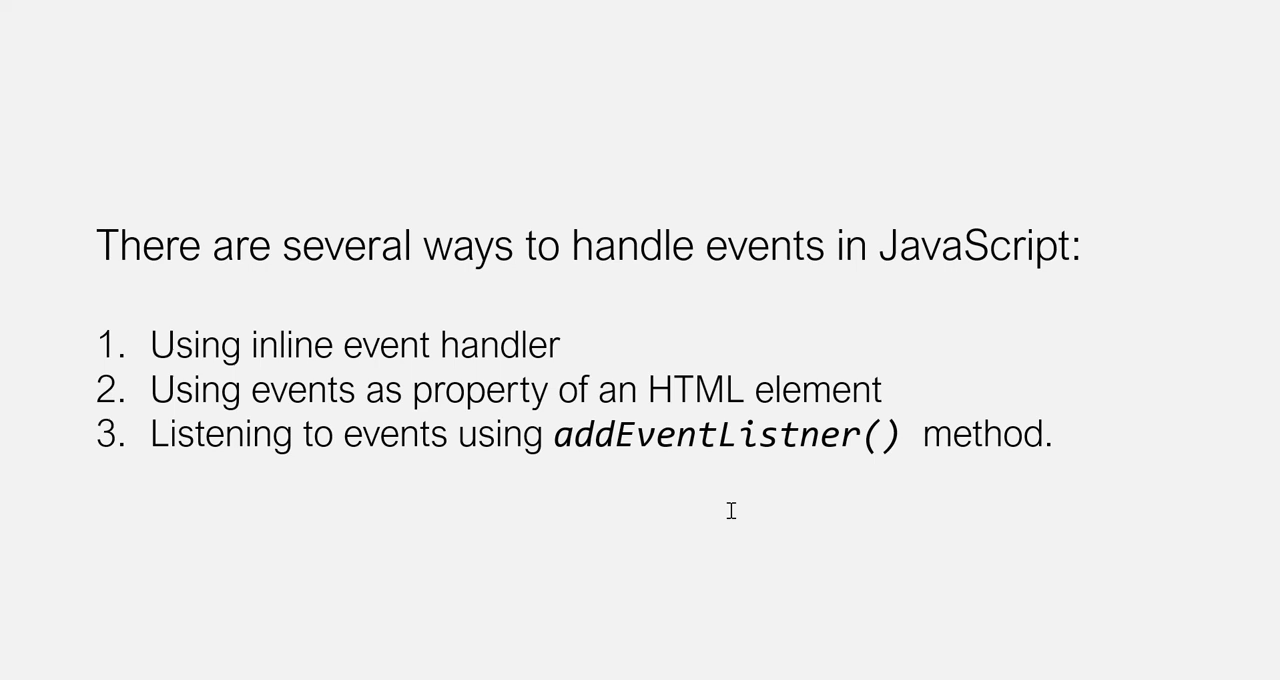 There are several ways to handle events in JavaScript:
1. Using inline event handler
2. Using events as property of an HTML element
3. Listening to events using addEventListner() method.